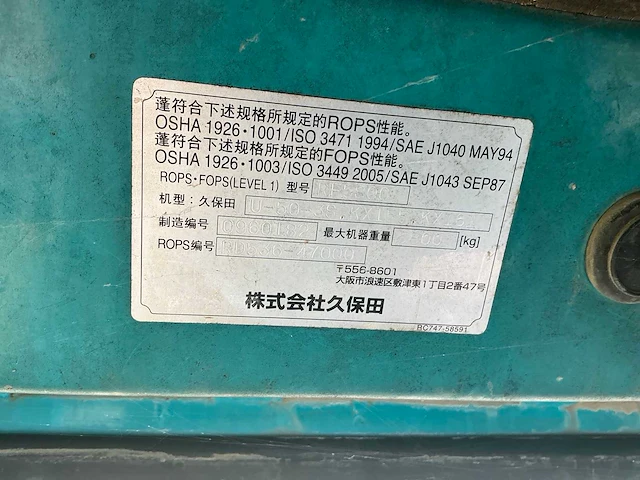 蓬符合下述规格所规定的ROPS性能。
OSHA 1926・1001/ISO 3471 1994/SAE J1040 MAY94
蓬符合下述规格所规定的FOPS性能。
OSHA 1926・1003/ISO 3449 2005/SAE J1043 SEP87
ROPS・FOPS(LEVEL 1) 型号
机型：久保田
制造编号 最大机器重量 [kg]
ROPS编号
〒556-8601
大阪市浪速区敷津東1丁目2番47号
株式会社久保田
RC747-58591